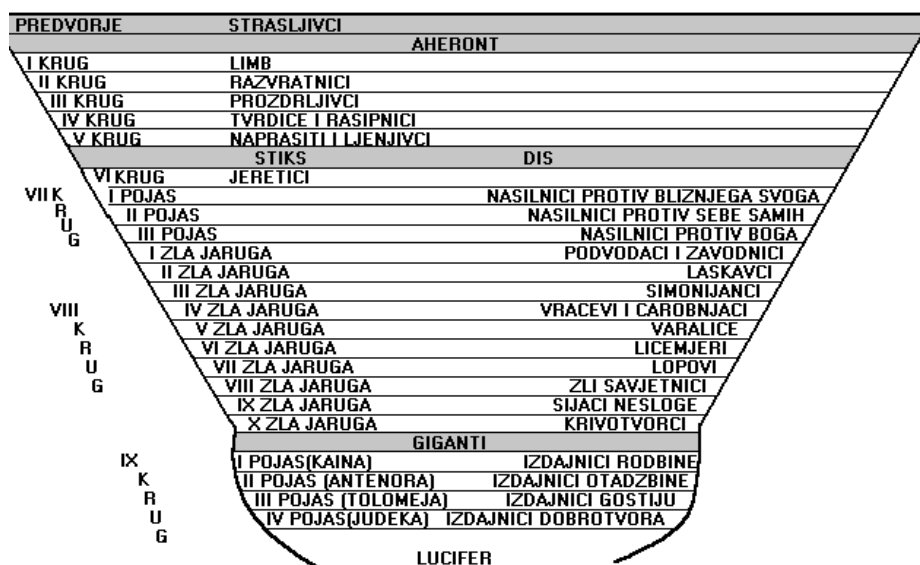 PREDVORJE STRASLJIVCI
AHERONT
I KRUG LIMB
II KRUG RAZVRATNICI
III KRUG PROZDRLJIVCI
IV KRUG TVRDICE I RASIPNICI
V KRUG NAPRASITI I LJENJIVCI
STIKS DIS
VI KRUG JERETICI
VII KRUG
I POJAS NASILNICI PROTIV BLIZNJEGA SVOGA
II POJAS NASILNICI PROTIV SEBE SAMIH
III POJAS NASILNICI PROTIV BOGA
VIII KRUG
I ZLA JARUGA PODVODACI I ZAVODNICI
II ZLA JARUGA LASKAVCI
III ZLA JARUGA SIMONIJANCI
IV ZLA JARUGA VRACEVI I CAROBNJACI
V ZLA JARUGA VARALICE
VI ZLA JARUGA LICEMJERI
VII ZLA JARUGA LOPOVI
VIII ZLA JARUGA ZLI SAVJETNICI
IX ZLA JARUGA SIJACI NESLOGE
X ZLA JARUGA KRIVOTVORCI
GIGANTI
IX KRUG
I POJAS(KAINA) IZDAJNICI RODBINE
II POJAS (ANTENORA) IZDAJNICI OTADZBINE
III POJAS (TOLOMEJA) IZDAJNICI GOSTIJU
IV POJAS(JUDEKA) IZDAJNICI DOBROTVORA
LUCIFER